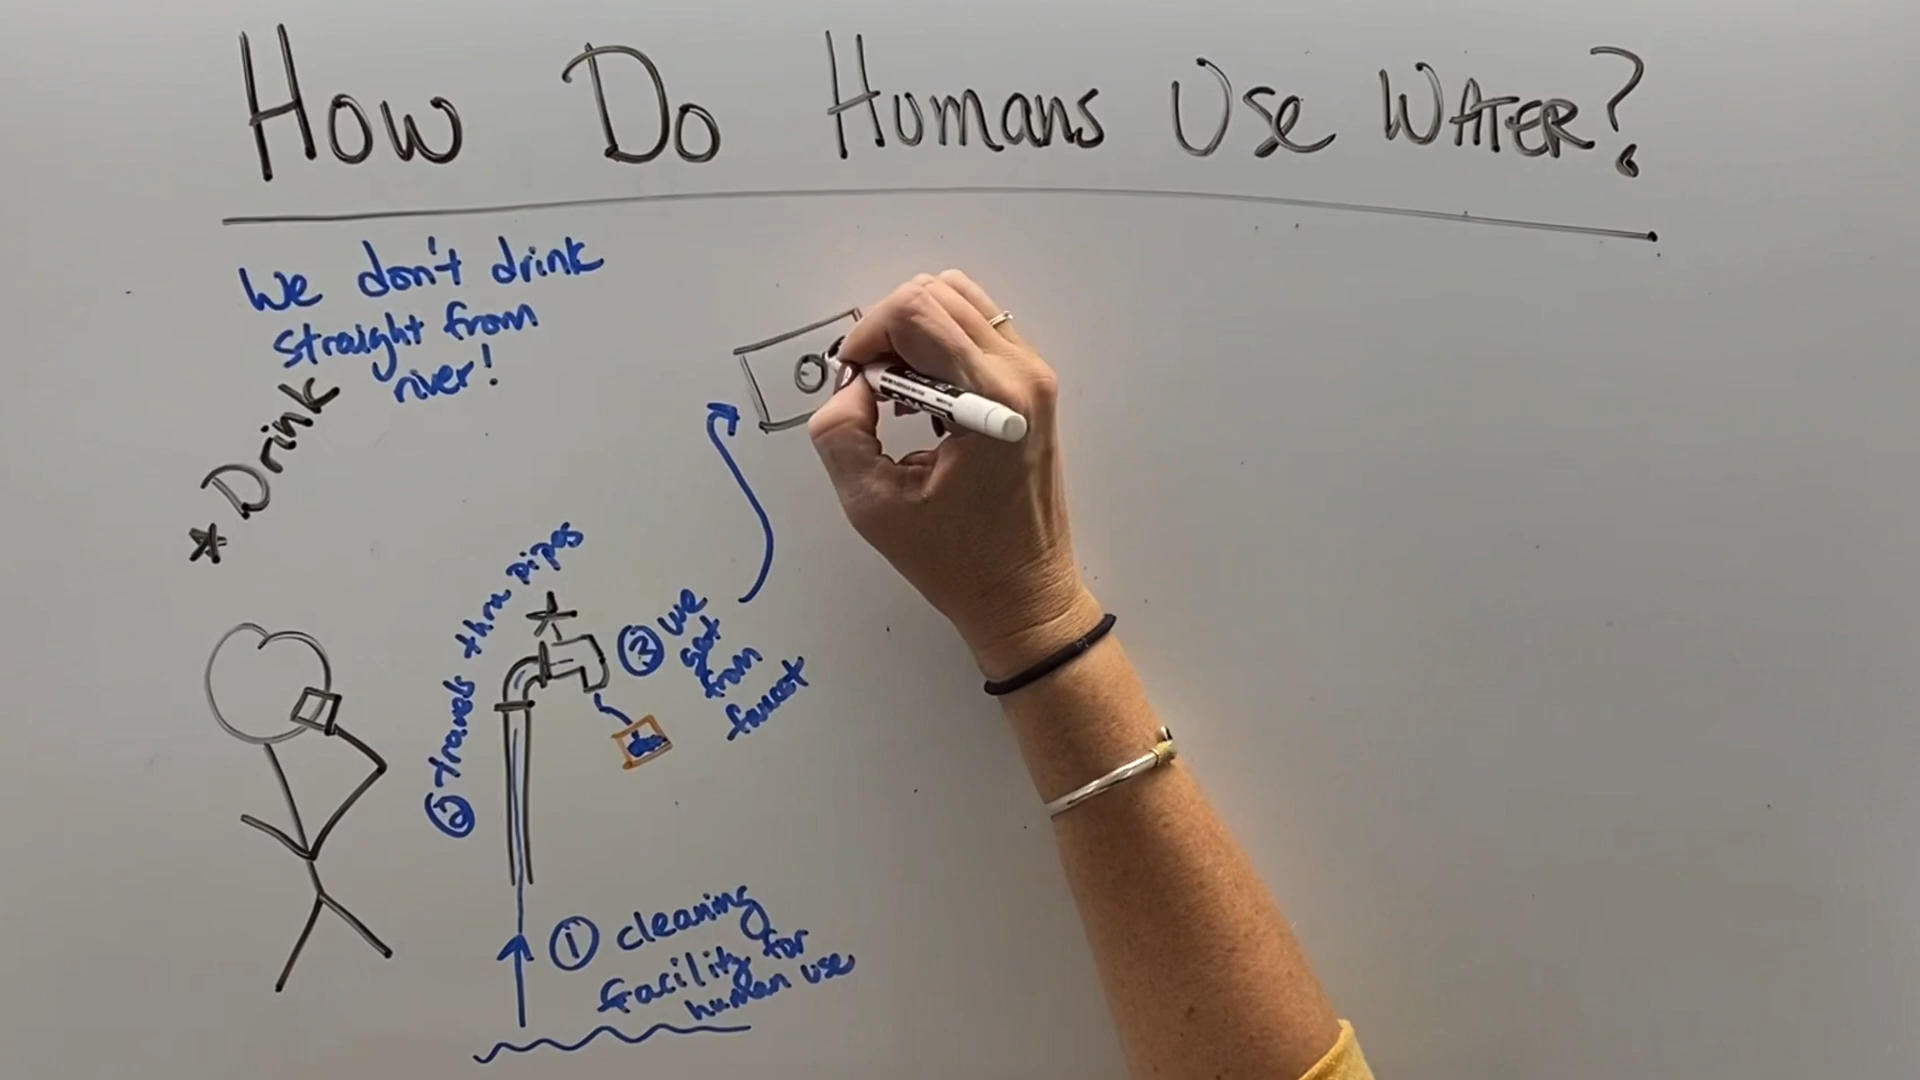 How Do Humans Use WATER?
We don't drink
straight from
river!
* Drink
② travels thru pipes
③ we
get
from
faucet
① cleaning
facility for
human use